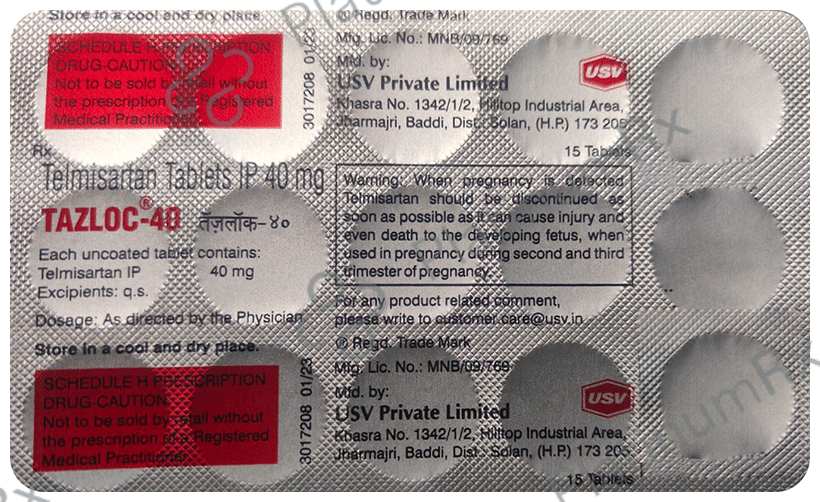 Store in a cool and dry place.
SCHEDULE H PRESCRIPTION
DRUG-CAUTION
Not to be sold by retail without
the prescription of a Registered
Medical Practitioner.
3017208 01/23
® Regd. Trade Mark
Mfg. Lic. No.: MNB/09/769
Mfd. by:
USV Private Limited
USV
Khasra No. 1342/1/2, Hilltop Industrial Area,
Jharmajri, Baddi, Dist.: Solan, (H.P.) 173 205.
15 Tablets
Rx
Telmisartan Tablets IP 40 mg
TAZLOC®-40 तॅज़लॉक-४०
Each uncoated tablet contains:
Telmisartan IP 40 mg
Excipients: q.s.
Dosage: As directed by the Physician.
Warning: When pregnancy is detected
Telmisartan should be discontinued as
soon as possible as it can cause injury and
even death to the developing fetus, when
used in pregnancy during second and third
trimester of pregnancy.
For any product related comment,
please write to customer.care@usv.in
Store in a cool and dry place.
SCHEDULE H PRESCRIPTION
DRUG-CAUTION
Not to be sold by retail without
the prescription of a Registered
Medical Practitioner.
3017208 01/23
® Regd. Trade Mark
Mfg. Lic. No.: MNB/09/769
Mfd. by:
USV Private Limited
USV
Khasra No. 1342/1/2, Hilltop Industrial Area,
Jharmajri, Baddi, Dist.: Solan, (H.P.) 173 205.
15 Tablets